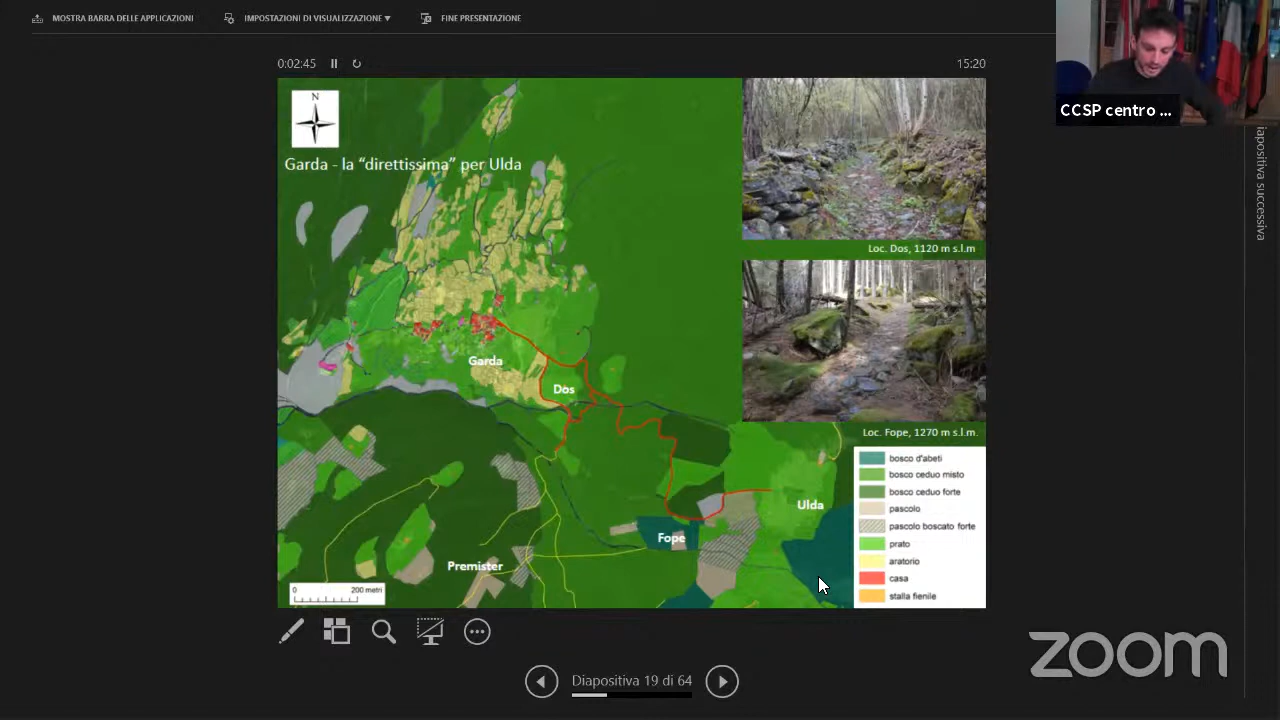 MOSTRA BARRA DELLE APPLICAZIONI
IMPOSTAZIONI DI VISUALIZZAZIONE ▼
FINE PRESENTAZIONE
CCSP centro ...
0:02:45
15:20
iapositiva successiva
N
Garda - la “direttissima” per Ulda
Loc. Dos, 1120 m s.l.m
Garda
Dos
Loc. Fope, 1270 m s.l.m.
Ulda
Fope
Premister
bosco d'abeti
bosco ceduo misto
bosco ceduo forte
pascolo
pascolo boscato forte
prato
aratorio
casa
stalla fienile
0 200 metri
Diapositiva 19 di 64
zoom